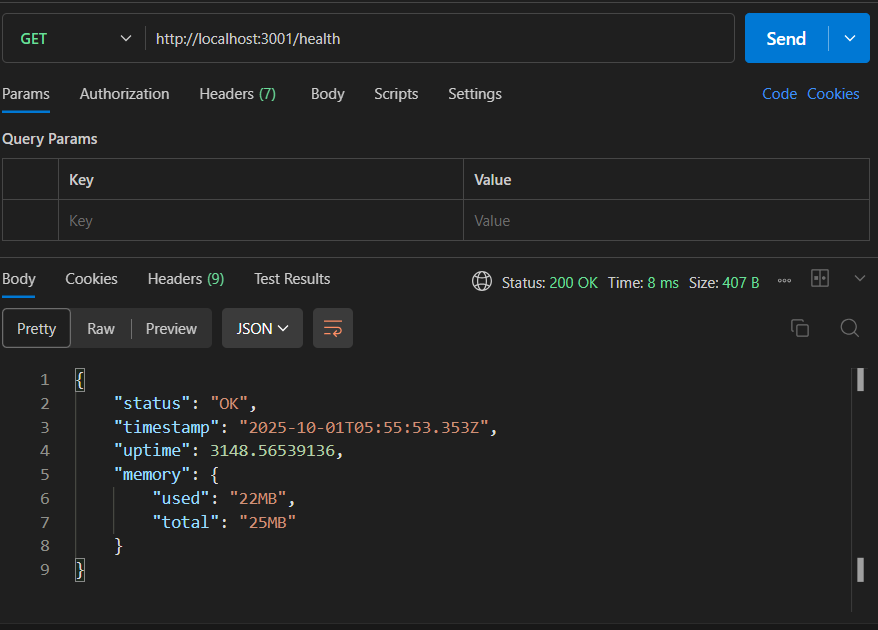 GET http://localhost:3001/health Send
Params Authorization Headers (7) Body Scripts Settings Code Cookies
Query Params
Key Value
Key Value
Body Cookies Headers (9) Test Results Status: 200 OK Time: 8 ms Size: 407 B
Pretty Raw Preview JSON
1 {
2 "status": "OK",
3 "timestamp": "2025-10-01T05:55:53.353Z",
4 "uptime": 3148.56539136,
5 "memory": {
6 "used": "22MB",
7 "total": "25MB"
8 }
9 }